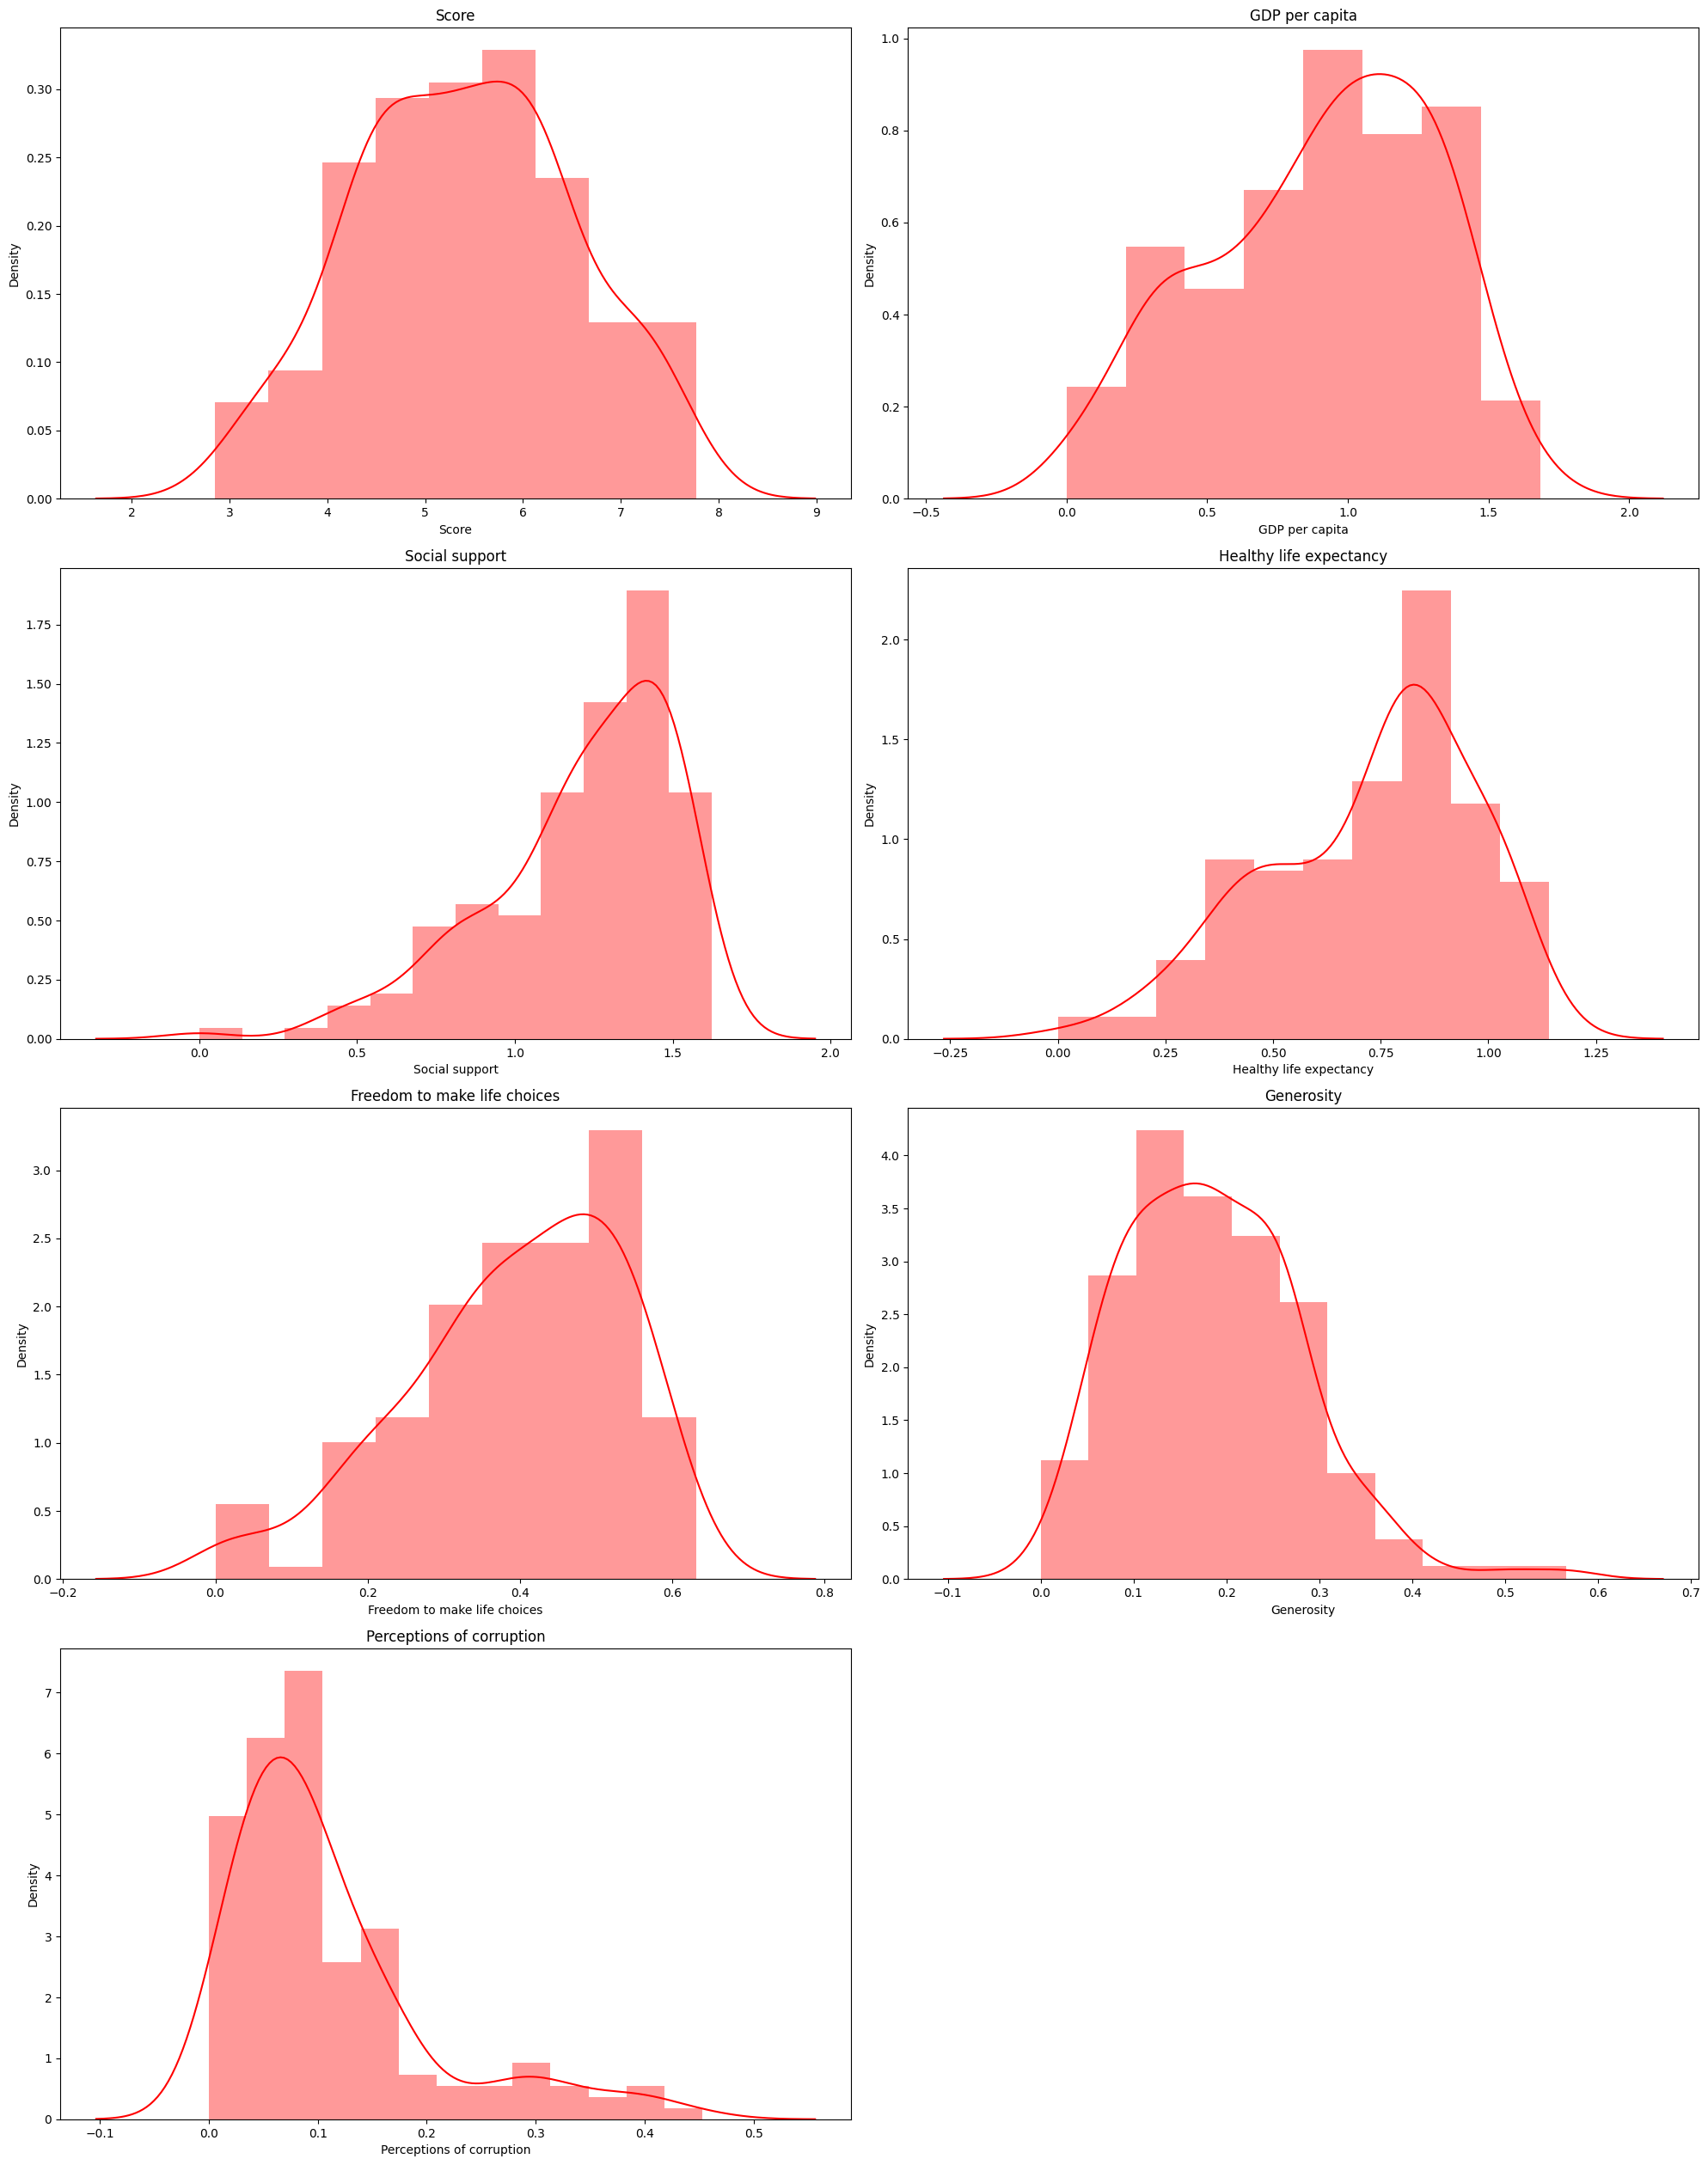 Score
GDP per capita
Density
0.30
0.25
0.20
0.15
0.10
0.05
0.00
2 3 4 5 6 7 8 9
Score
Density
1.0
0.8
0.6
0.4
0.2
0.0
−0.5 0.0 0.5 1.0 1.5 2.0
GDP per capita
Social support
Healthy life expectancy
Density
1.75
1.50
1.25
1.00
0.75
0.50
0.25
0.00
0.0 0.5 1.0 1.5 2.0
Social support
Density
2.0
1.5
1.0
0.5
0.0
−0.25 0.00 0.25 0.50 0.75 1.00 1.25
Healthy life expectancy
Freedom to make life choices
Generosity
Density
3.0
2.5
2.0
1.5
1.0
0.5
0.0
−0.2 0.0 0.2 0.4 0.6 0.8
Freedom to make life choices
Density
4.0
3.5
3.0
2.5
2.0
1.5
1.0
0.5
0.0
−0.1 0.0 0.1 0.2 0.3 0.4 0.5 0.6 0.7
Generosity
Perceptions of corruption
Density
7
6
5
4
3
2
1
0
−0.1 0.0 0.1 0.2 0.3 0.4 0.5
Perceptions of corruption